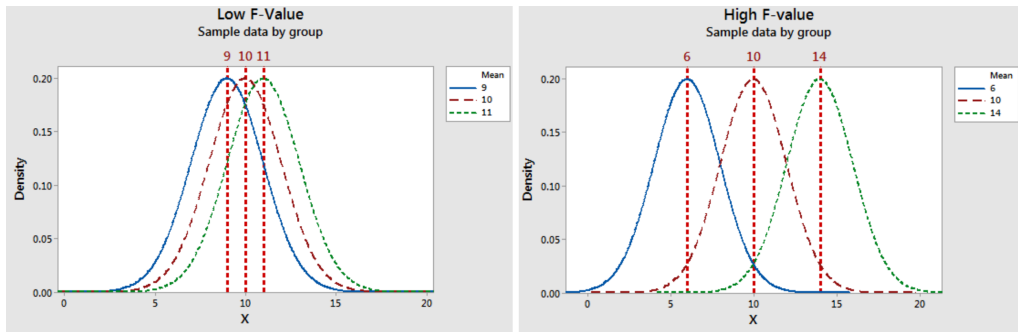 Low F-Value
Sample data by group
9 10 11
0.20
0.15
0.10
0.05
0.00
Density
0 5 10 15 20
X
Mean
9
10
11
High F-value
Sample data by group
6 10 14
0.20
0.15
0.10
0.05
0.00
Density
0 5 10 15 20
X
Mean
6
10
14